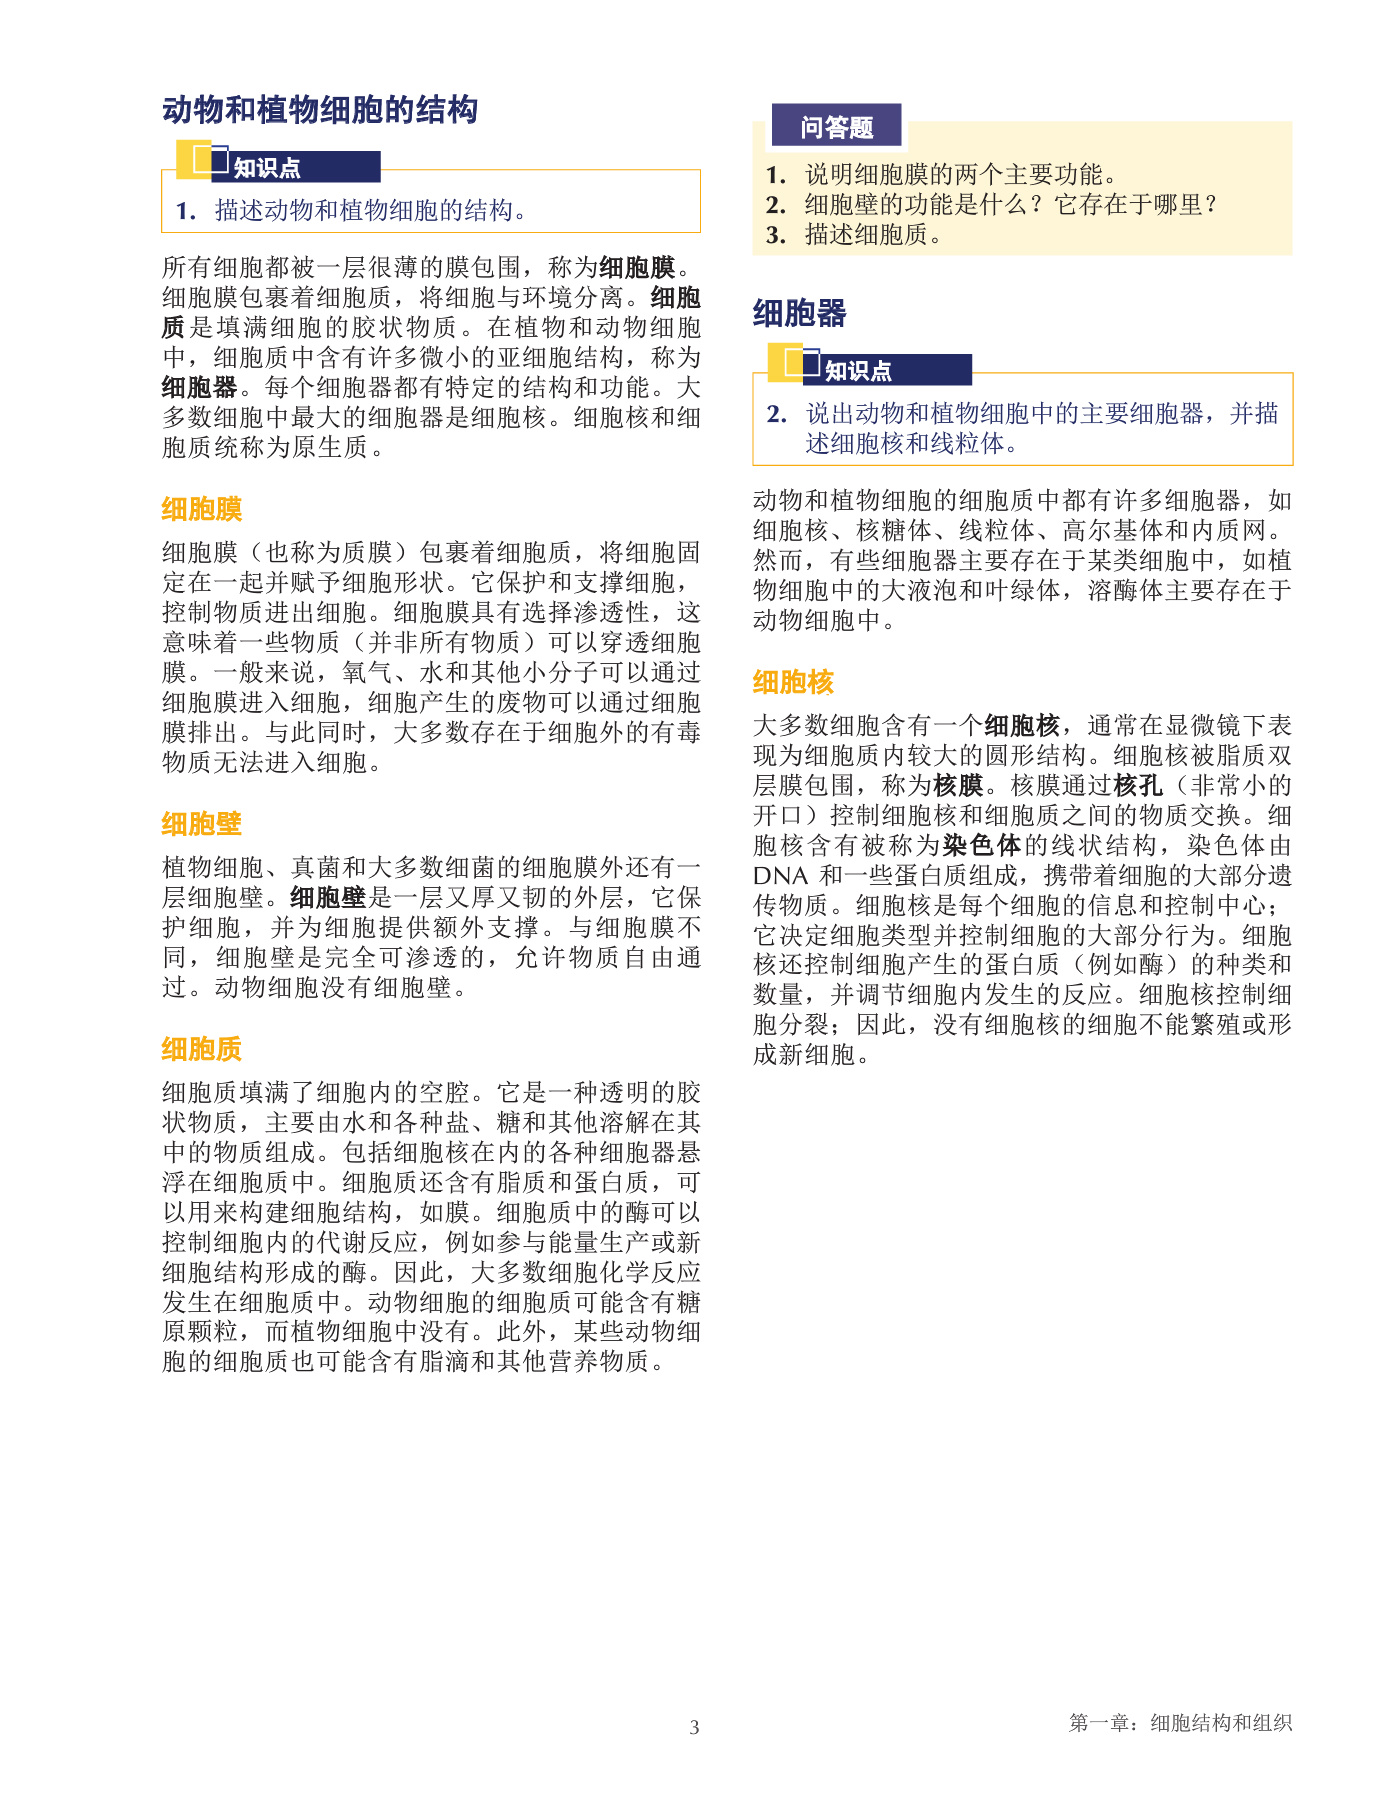 动物和植物细胞的结构
知识点
1. 描述动物和植物细胞的结构。
所有细胞都被一层很薄的膜包围，称为细胞膜。
细胞膜包裹着细胞质，将细胞与环境分离。细胞
质是填满细胞的胶状物质。在植物和动物细胞
中，细胞质中含有许多微小的亚细胞结构，称为
细胞器。每个细胞器都有特定的结构和功能。大
多数细胞中最大的细胞器是细胞核。细胞核和细
胞质统称为原生质。
细胞膜
细胞膜（也称为质膜）包裹着细胞质，将细胞固
定在一起并赋予细胞形状。它保护和支撑细胞，
控制物质进出细胞。细胞膜具有选择渗透性，这
意味着一些物质（并非所有物质）可以穿透细胞
膜。一般来说，氧气、水和其他小分子可以通过
细胞膜进入细胞，细胞产生的废物可以通过细胞
膜排出。与此同时，大多数存在于细胞外的有毒
物质无法进入细胞。
细胞壁
植物细胞、真菌和大多数细菌的细胞膜外还有一
层细胞壁。细胞壁是一层又厚又韧的外层，它保
护细胞，并为细胞提供额外支撑。与细胞膜不
同，细胞壁是完全可渗透的，允许物质自由通
过。动物细胞没有细胞壁。
细胞质
细胞质填满了细胞内的空腔。它是一种透明的胶
状物质，主要由水和各种盐、糖和其他溶解在其
中的物质组成。包括细胞核在内的各种细胞器悬
浮在细胞质中。细胞质还含有脂质和蛋白质，可
以用来构建细胞结构，如膜。细胞质中的酶可以
控制细胞内的代谢反应，例如参与能量生产或新
细胞结构形成的酶。因此，大多数细胞化学反应
发生在细胞质中。动物细胞的细胞质可能含有糖
原颗粒，而植物细胞中没有。此外，某些动物细
胞的细胞质也可能含有脂滴和其他营养物质。
问答题
1. 说明细胞膜的两个主要功能。
2. 细胞壁的功能是什么？它存在于哪里？
3. 描述细胞质。
细胞器
知识点
2. 说出动物和植物细胞中的主要细胞器，并描
述细胞核和线粒体。
动物和植物细胞的细胞质中都有许多细胞器，如
细胞核、核糖体、线粒体、高尔基体和内质网。
然而，有些细胞器主要存在于某类细胞中，如植
物细胞中的大液泡和叶绿体，溶酶体主要存在于
动物细胞中。
细胞核
大多数细胞含有一个细胞核，通常在显微镜下表
现为细胞质内较大的圆形结构。细胞核被脂质双
层膜包围，称为核膜。核膜通过核孔（非常小的
开口）控制细胞核和细胞质之间的物质交换。细
胞核含有被称为染色体的线状结构，染色体由
DNA 和一些蛋白质组成，携带着细胞的大部分遗
传物质。细胞核是每个细胞的信息和控制中心；
它决定细胞类型并控制细胞的大部分行为。细胞
核还控制细胞产生的蛋白质（例如酶）的种类和
数量，并调节细胞内发生的反应。细胞核控制细
胞分裂；因此，没有细胞核的细胞不能繁殖或形
成新细胞。
3
第一章：细胞结构和组织